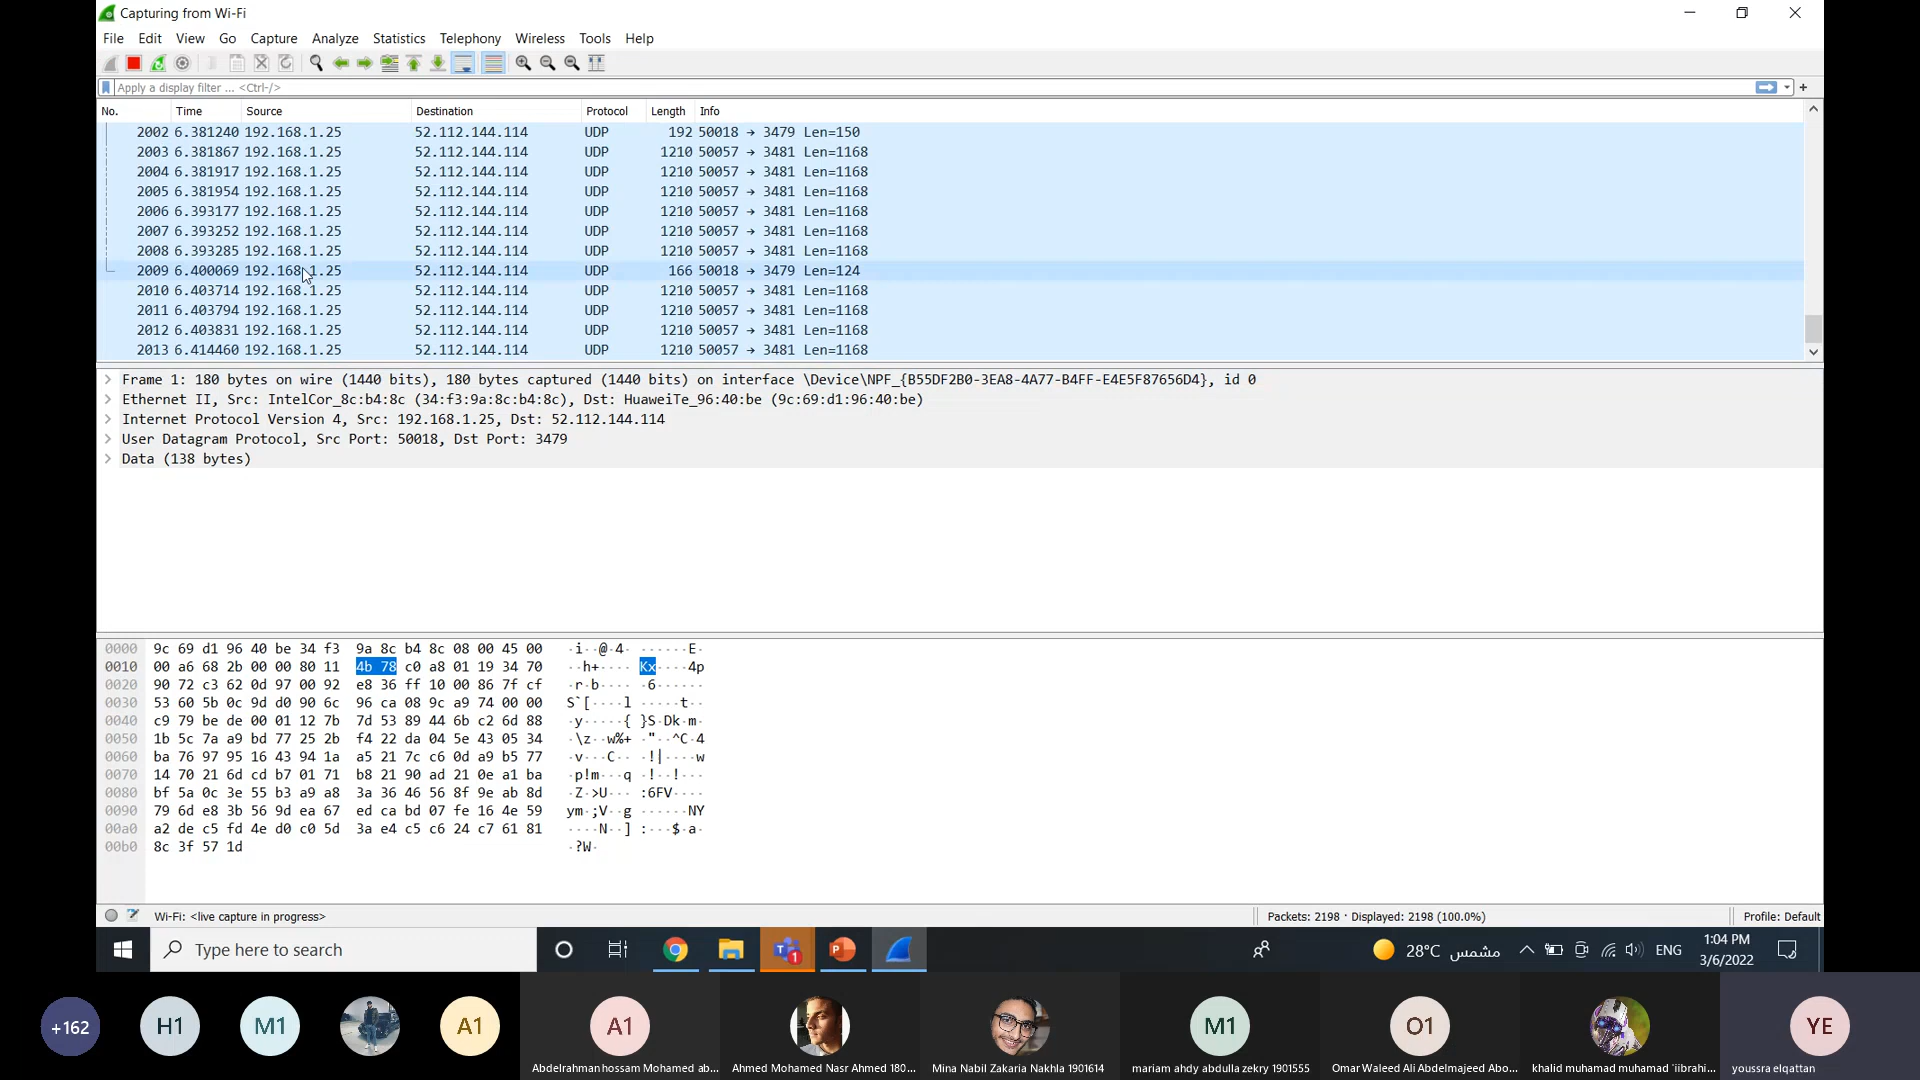 Capturing from Wi-Fi
File Edit View Go Capture Analyze Statistics Telephony Wireless Tools Help
Apply a display filter ... <Ctrl-/>
No. Time Source Destination Protocol Length Info
2002 6.381240 192.168.1.25 52.112.144.114 UDP 192 50018 → 3479 Len=150
2003 6.381867 192.168.1.25 52.112.144.114 UDP 1210 50057 → 3481 Len=1168
2004 6.381917 192.168.1.25 52.112.144.114 UDP 1210 50057 → 3481 Len=1168
2005 6.381954 192.168.1.25 52.112.144.114 UDP 1210 50057 → 3481 Len=1168
2006 6.393177 192.168.1.25 52.112.144.114 UDP 1210 50057 → 3481 Len=1168
2007 6.393252 192.168.1.25 52.112.144.114 UDP 1210 50057 → 3481 Len=1168
2008 6.393285 192.168.1.25 52.112.144.114 UDP 1210 50057 → 3481 Len=1168
2009 6.400069 192.168.1.25 52.112.144.114 UDP 166 50018 → 3479 Len=124
2010 6.403714 192.168.1.25 52.112.144.114 UDP 1210 50057 → 3481 Len=1168
2011 6.403794 192.168.1.25 52.112.144.114 UDP 1210 50057 → 3481 Len=1168
2012 6.403831 192.168.1.25 52.112.144.114 UDP 1210 50057 → 3481 Len=1168
2013 6.414460 192.168.1.25 52.112.144.114 UDP 1210 50057 → 3481 Len=1168
Frame 1: 180 bytes on wire (1440 bits), 180 bytes captured (1440 bits) on interface \Device\NPF_{B55DF2B0-3EA8-4A77-B4FF-E4E5F87656D4}, id 0
Ethernet II, Src: IntelCor_8c:b4:8c (34:f3:9a:8c:b4:8c), Dst: HuaweiTe_96:40:be (9c:69:d1:96:40:be)
Internet Protocol Version 4, Src: 192.168.1.25, Dst: 52.112.144.114
User Datagram Protocol, Src Port: 50018, Dst Port: 3479
Data (138 bytes)
0000 9c 69 d1 96 40 be 34 f3 9a 8c b4 8c 08 00 45 00 ·i··@·4· ······E·
0010 00 a6 68 2b 00 00 80 11 4b 78 c0 a8 01 19 34 70 ··h+···· Kx····4p
0020 90 72 c3 62 0d 97 00 92 e8 36 ff 10 00 86 7f cf ·r·b···· ·6······
0030 53 60 5b 0c 9d d0 90 6c 96 ca 08 9c a9 74 00 00 S`[····l ·····t··
0040 c9 79 be de 00 01 12 7b 7d 53 89 44 6b c2 6d 88 ·y·····{ }S·Dk·m·
0050 1b 5c 7a a9 bd 77 25 2b f4 22 da 04 5e 43 05 34 ·\z··w%+ ·"··^C·4
0060 ba 76 97 95 16 43 94 1a a5 21 7c c6 0d a9 b5 77 ·v···C·· ·!|····w
0070 14 70 21 6d cd b7 01 71 b8 21 90 ad 21 0e a1 ba ·p!m···q ·!··!···
0080 bf 5a 0c 3e 55 b3 a9 a8 3a 36 46 56 8f 9e ab 8d ·Z·>U··· :6FV····
0090 79 6d e8 3b 56 9d ea 67 ed ca bd 07 fe 16 4e 59 ym·;V··g ······NY
00a0 a2 de c5 fd 4e d0 c0 5d 3a e4 c5 c6 24 c7 61 81 ····N··] :···$·a·
00b0 8c 3f 57 1d ·?W·
Wi-Fi: <live capture in progress> Packets: 2198 · Displayed: 2198 (100.0%) Profile: Default
Type here to search 1 28°C مشمس ENG 1:04 PM
3/6/2022
+162 H1 M1 A1 A1 M1 O1 YE
Abdelrahman hossam Mohamed ab... Ahmed Mohamed Nasr Ahmed 180... Mina Nabil Zakaria Nakhla 1901614 mariam ahdy abdulla zekry 1901555 Omar Waleed Ali Abdelmajeed Abo... khalid muhamad muhamad 'iibrahi... youssra elqattan